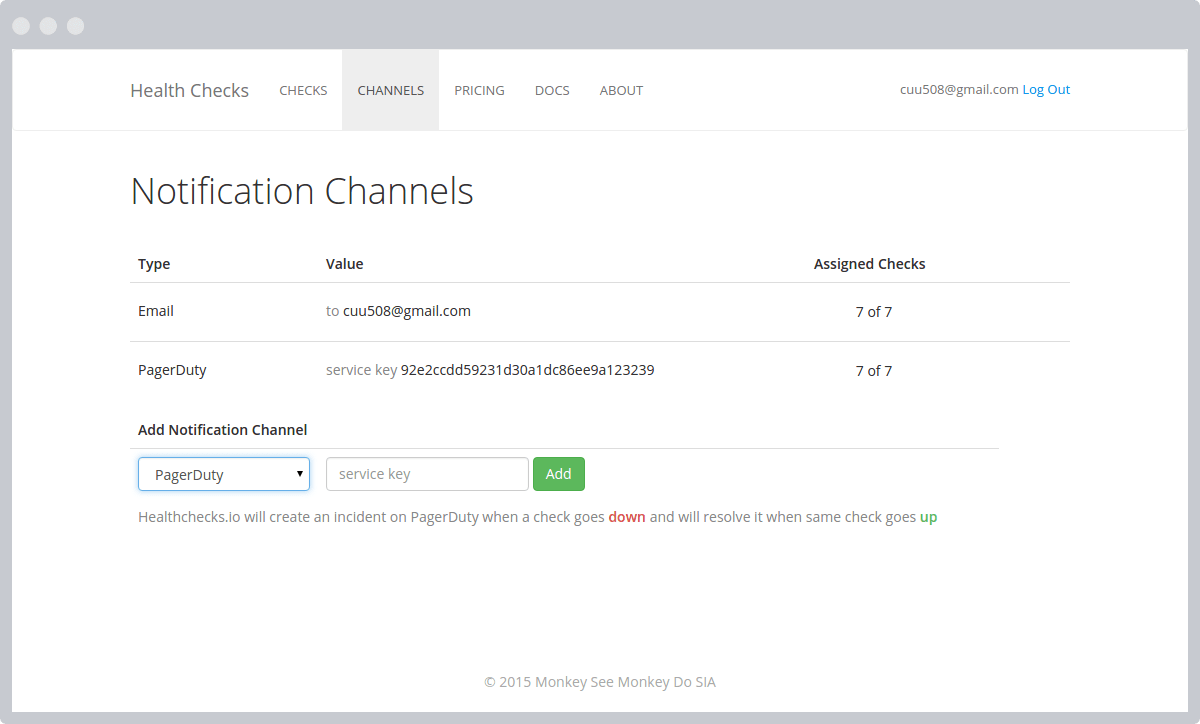 Health Checks CHECKS CHANNELS PRICING DOCS ABOUT cuu508@gmail.com Log Out
Notification Channels
Type Value Assigned Checks
Email to cuu508@gmail.com 7 of 7
PagerDuty service key 92e2ccdd59231d30a1dc86ee9a123239 7 of 7
Add Notification Channel
PagerDuty service key Add
Healthchecks.io will create an incident on PagerDuty when a check goes down and will resolve it when same check goes up
© 2015 Monkey See Monkey Do SIA